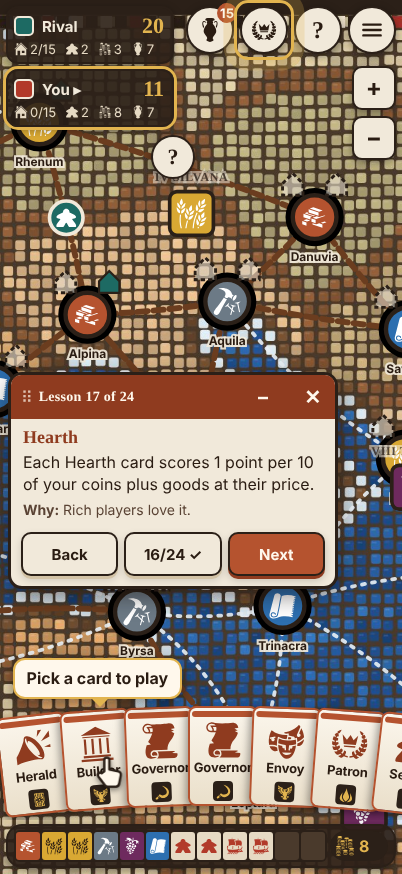 Rival 20
2/15 2 3 7
15
?
You ▸ 11
0/15 2 8 7
+
−
Rhenum
?
Danuvia
Alpina
Aquila
Lesson 17 of 24
Hearth
Each Hearth card scores 1 point per 10
of your coins plus goods at their price.
Why: Rich players love it.
Back
16/24 ✓
Next
Byrsa
Trinacra
Pick a card to play
Herald
Governor
Governor
Envoy
Patron
8